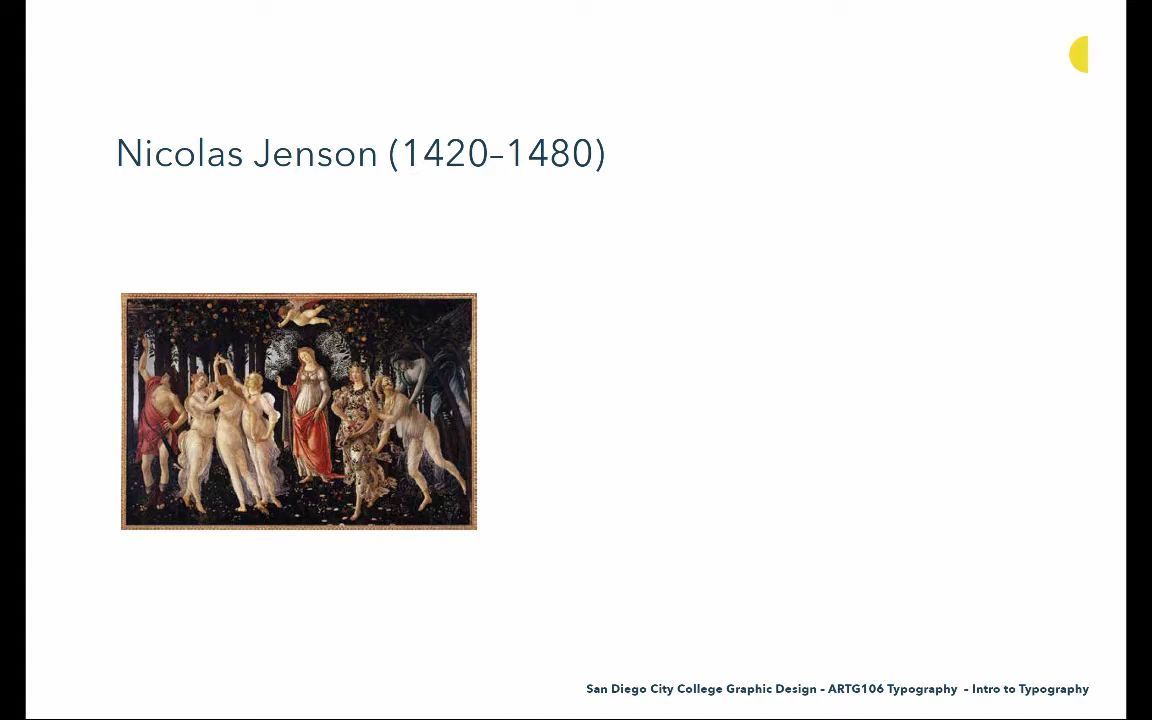 Nicolas Jenson (1420–1480)
San Diego City College Graphic Design – ARTG106 Typography – Intro to Typography